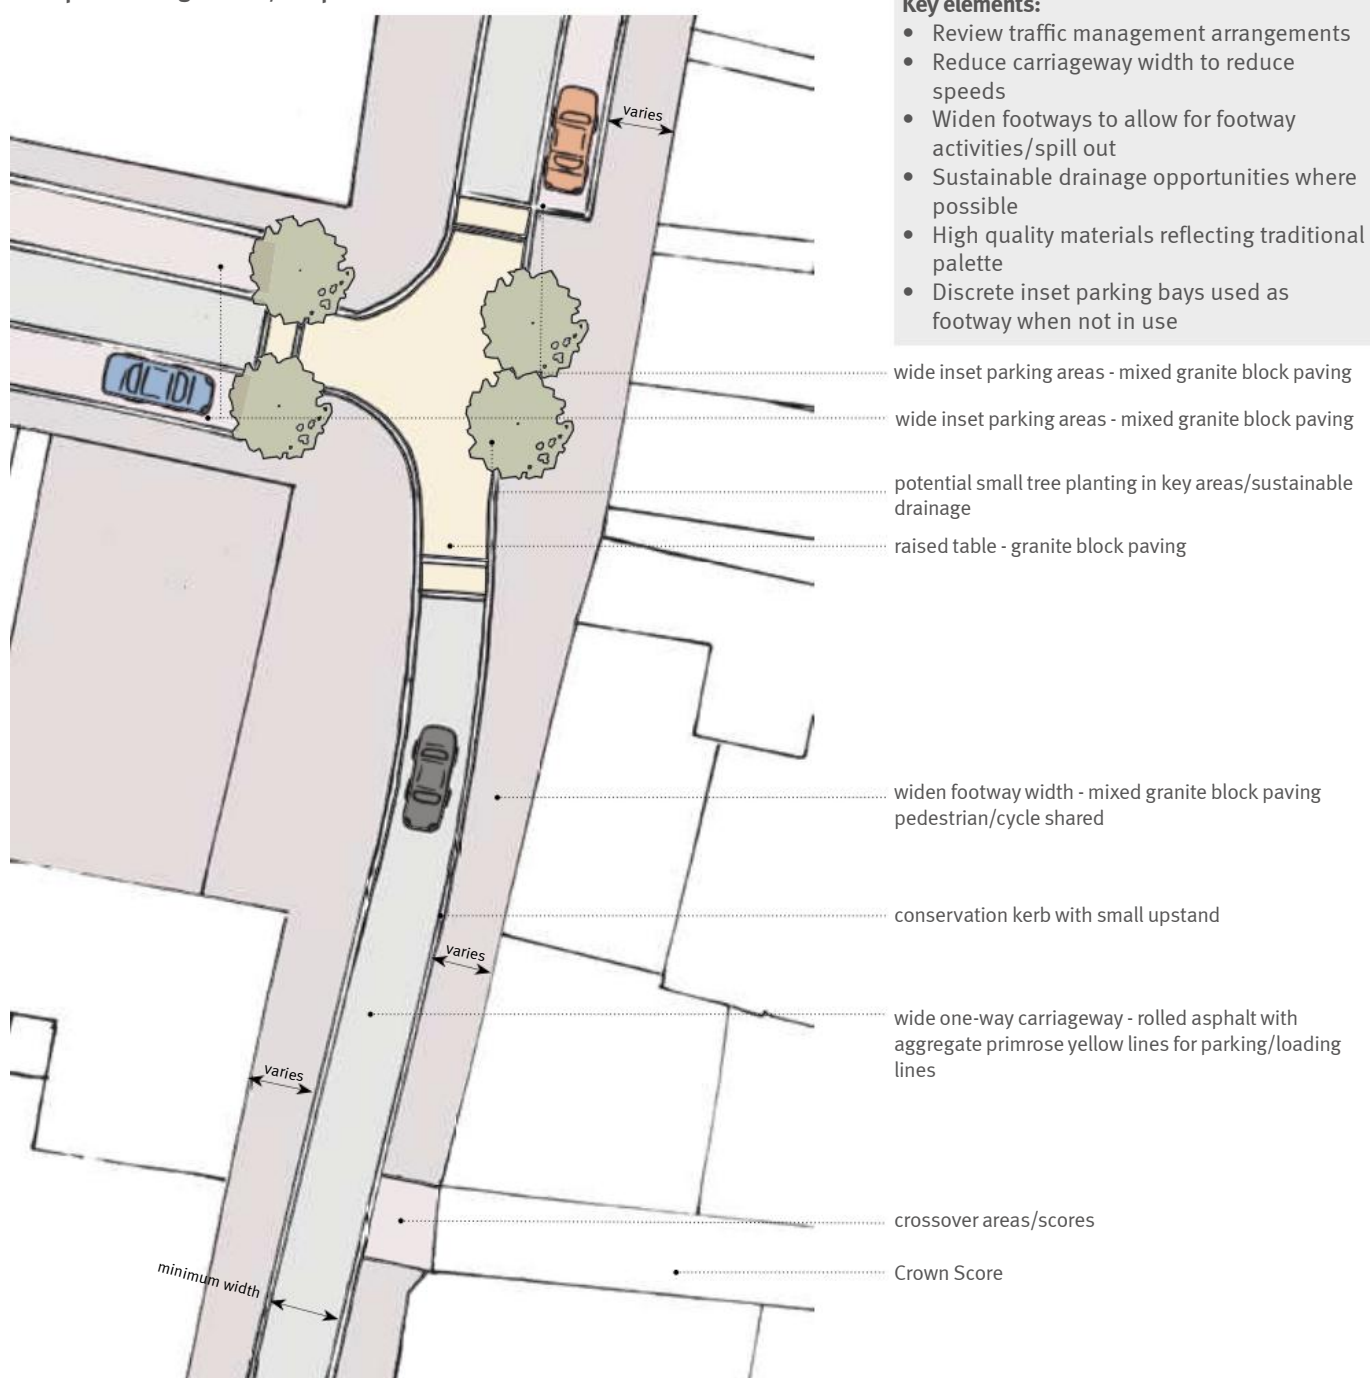 Key elements:
• Review traffic management arrangements
• Reduce carriageway width to reduce
speeds
• Widen footways to allow for footway
activities/spill out
• Sustainable drainage opportunities where
possible
• High quality materials reflecting traditional
palette
• Discrete inset parking bays used as
footway when not in use
varies
wide inset parking areas - mixed granite block paving
wide inset parking areas - mixed granite block paving
potential small tree planting in key areas/sustainable
drainage
raised table - granite block paving
widen footway width - mixed granite block paving
pedestrian/cycle shared
conservation kerb with small upstand
varies
wide one-way carriageway - rolled asphalt with
aggregate primrose yellow lines for parking/loading
lines
varies
crossover areas/scores
Crown Score
minimum width